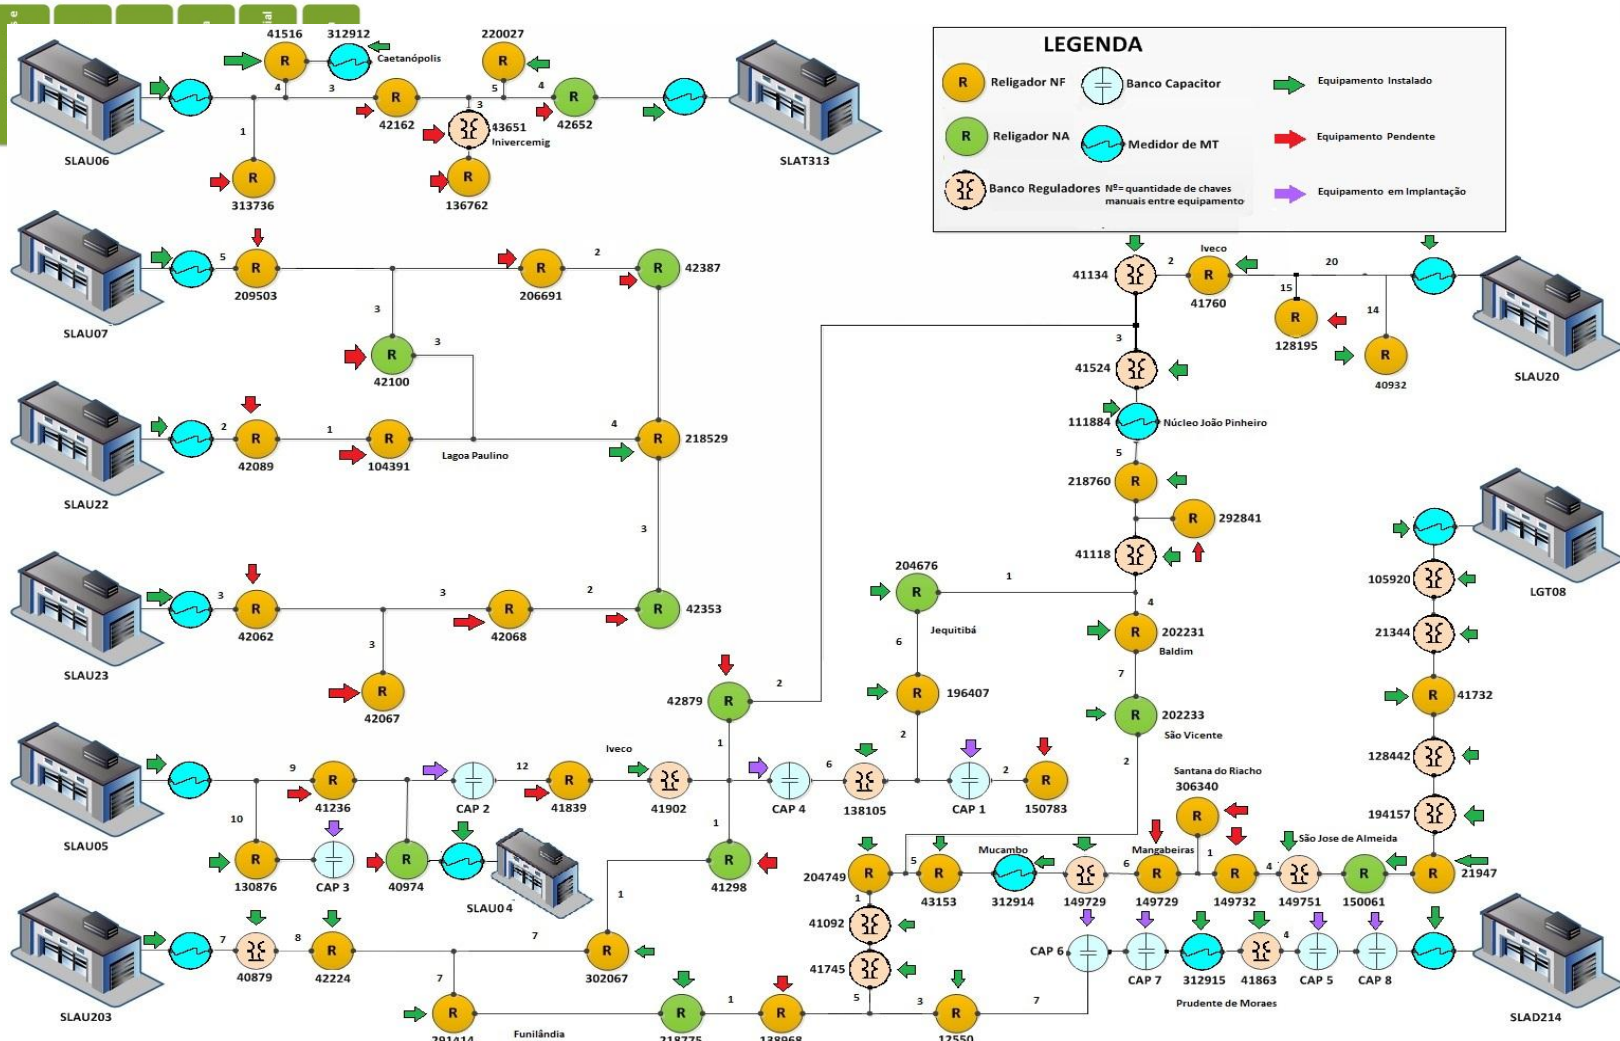 LEGENDA
R Religador NF
Banco Capacitor
Equipamento Instalado
R Religador NA
Medidor de MT
Equipamento Pendente
Banco Reguladores
Nº= quantidade de chaves
manuais entre equipamento
Equipamento em Implantação
41516
312912
220027
R
R
Caetanópolis
4
3
5
3
4
R
R
42162
43651
Inivercemig
42652
1
SLAU06
SLAT313
R
R
313736
136762
5
R
R
2
R
42387
209503
206691
3
SLAU07
R
3
42100
2
R
1
R
4
R
218529
42089
104391
Lagoa Paulino
SLAU22
3
3
R
3
R
2
R
42353
42062
42068
3
SLAU23
R
42067
41134
2
R
Iveco
41760
20
15
14
R
128195
R
40932
SLAU20
3
41524
111884
Núcleo João Pinheiro
5
218760
R
R
292841
41118
204676
R
1
4
Jequitibá
R
202231
Baldim
6
7
R
196407
R
202233
São Vicente
2
2
LGT08
105920
21344
R
41732
128442
194157
R
21947
42879
R
2
1
9
R
41236
CAP 2
12
R
41839
Iveco
41902
CAP 4
6
138105
CAP 1
2
R
150783
SLAU05
10
R
130876
CAP 3
R
40974
SLAU04
1
R
41298
1
Santana do Riacho
306340
R
204749
R
5
R
43153
Mucambo
312914
149729
6
Mangabeiras
R
149729
1
R
149732
4
149751
São Jose de Almeida
R
150061
1
41092
41745
5
7
40879
8
R
42224
7
R
302067
SLAU203
7
R
291414
Funilândia
R
218775
1
R
138968
3
R
12550
7
CAP 6
CAP 7
312915
41863
4
CAP 5
CAP 8
Prudente de Moraes
SLAD214